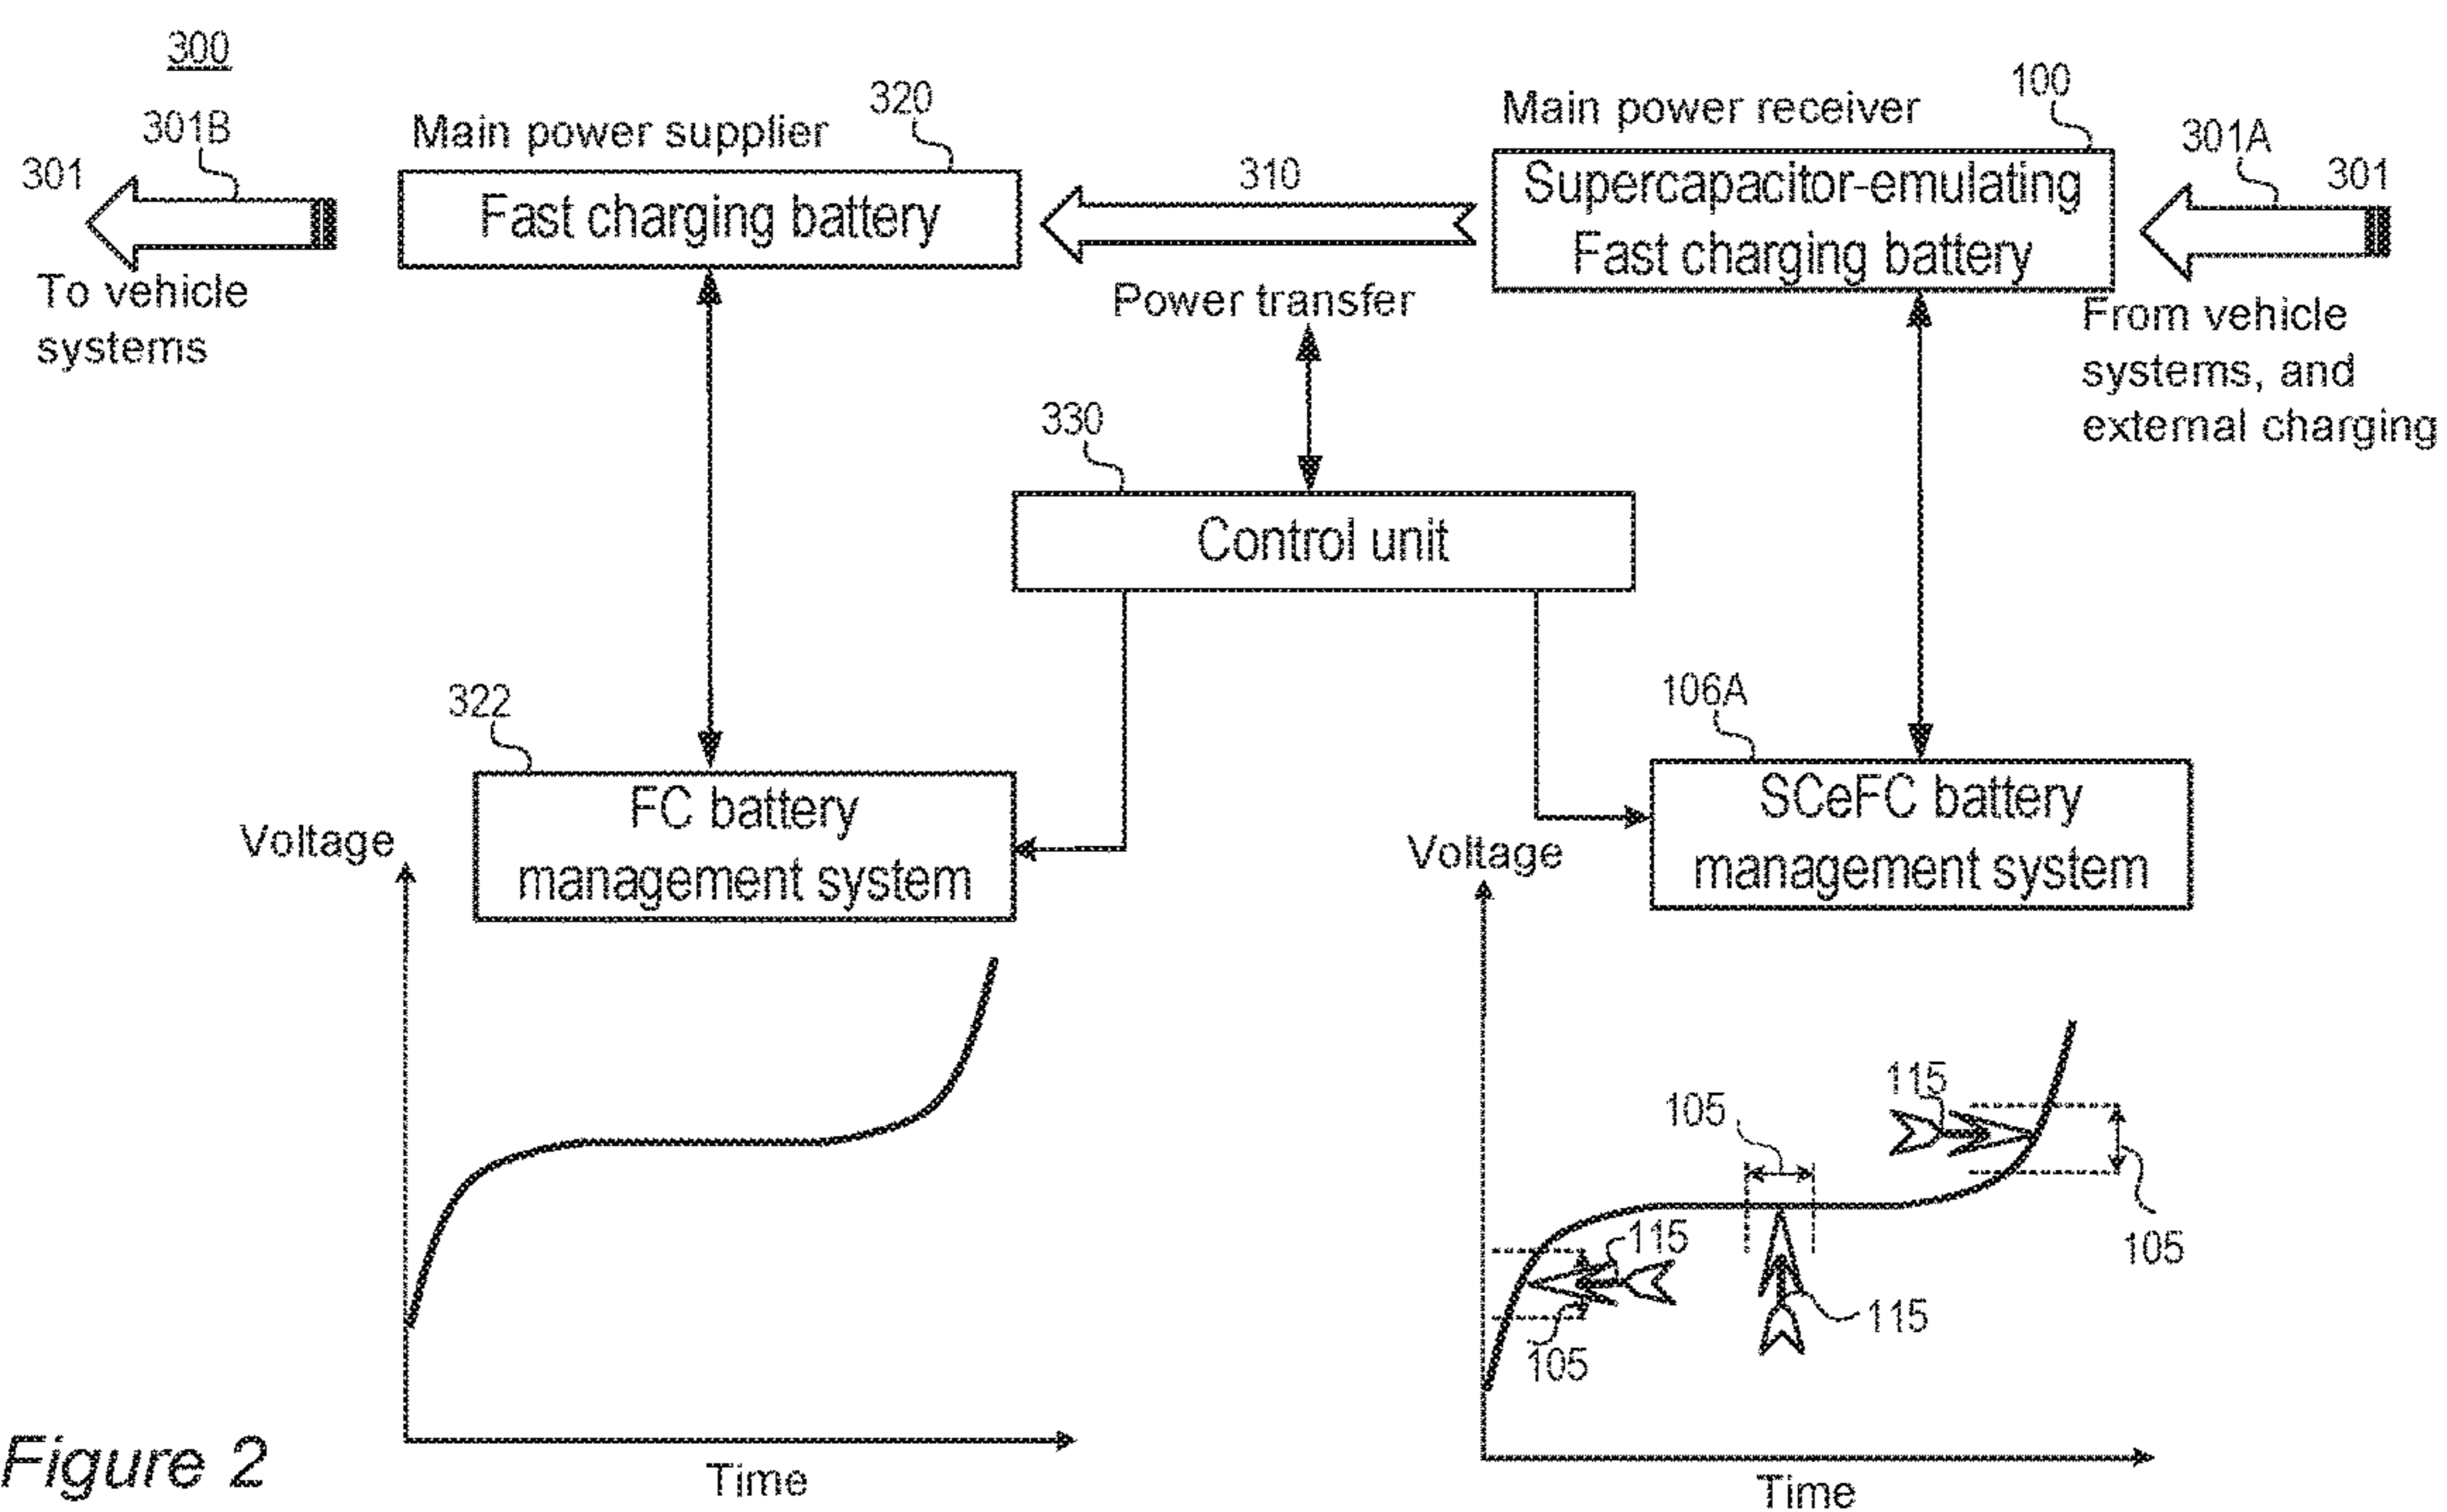 300
301B
301
Main power supplier
320
Fast charging battery
To vehicle
systems
310
Power transfer
Main power receiver
100
Supercapacitor-emulating
Fast charging battery
301A
301
From vehicle
systems, and
external charging
330
Control unit
322
FC battery
management system
106A
SCeFC battery
management system
Voltage
Time
Voltage
115
105
105
115
115
105
Time
Figure 2